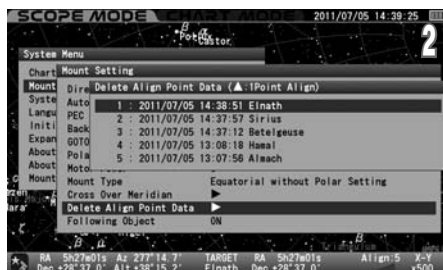 SCOPE MODE CHART MODE 2011/07/05 14:39:25
2
Castor
System Menu
Chart
Mount
Syste
Langu
Initi
Expan
About
About
Mount
Mount Setting
Dire
Auto
PEC
Back
GOTO
Pola
Moto
Delete Align Point Data (▲:1Point Align)
1 : 2011/07/05 14:38:51 Elnath
2 : 2011/07/05 14:37:57 Sirius
3 : 2011/07/05 14:37:12 Betelgeuse
4 : 2011/07/05 13:08:18 Hamal
5 : 2011/07/05 13:07:56 Almach
Mount Type Equatorial without Polar Setting
Cross Over Meridian ▶
Delete Align Point Data ▶
Following Object ON
RA 5h27m01s Az 277°14.7' TARGET RA 5h27m01s Align:5 X-Y
Dec +28°37.0' Alt +38°15.2' Elnath Dec +28°37.0' x500